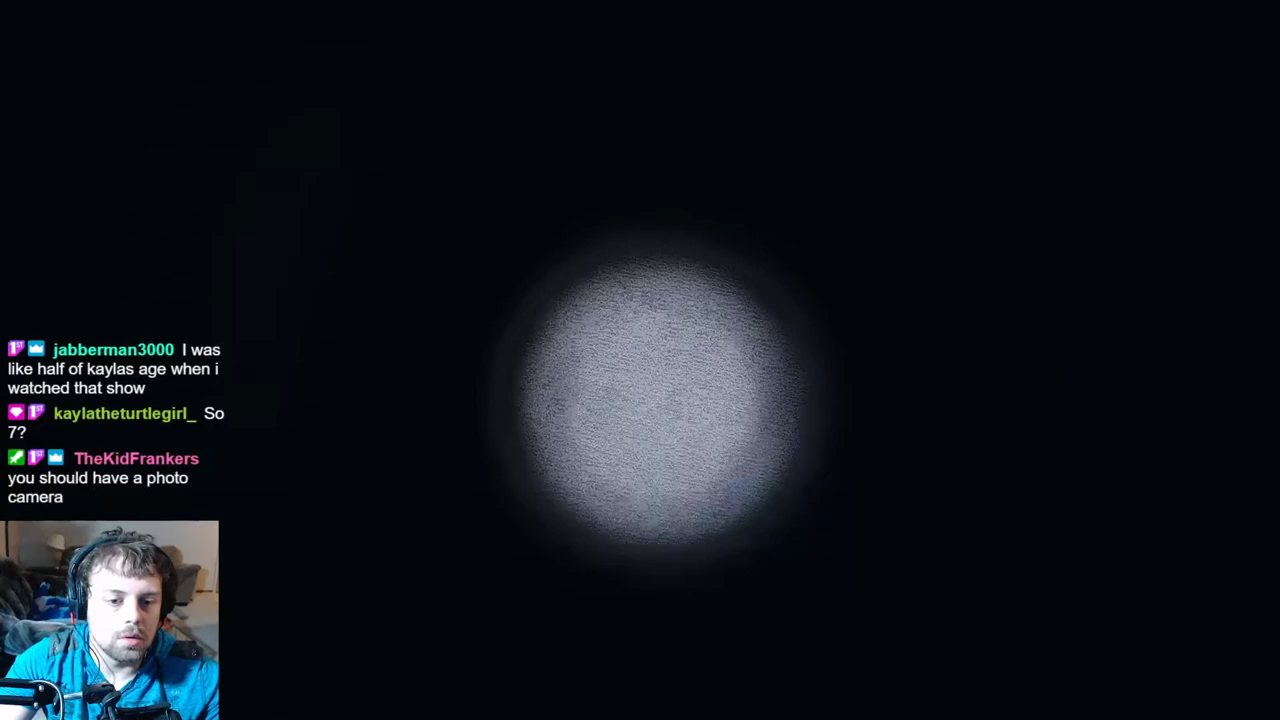 jabberman3000 I was
like half of kaylas age when i
watched that show
kaylatheturtlegirl_ So
7?
TheKidFrankers
you should have a photo
camera